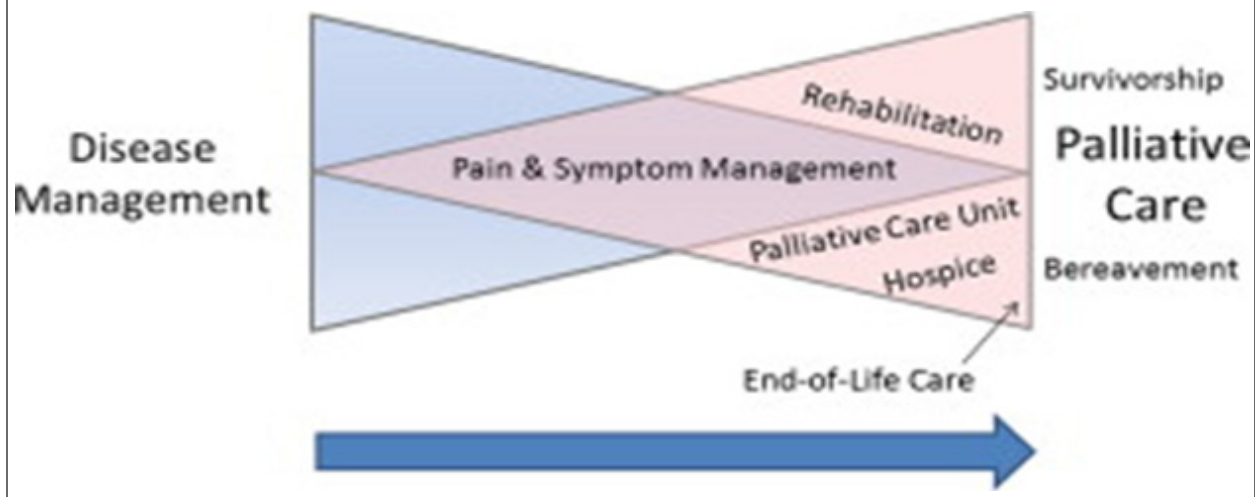 Disease
Management
Pain & Symptom Management
Rehabilitation
Palliative Care Unit
Hospice
End-of-Life Care
Survivorship
Palliative
Care
Bereavement